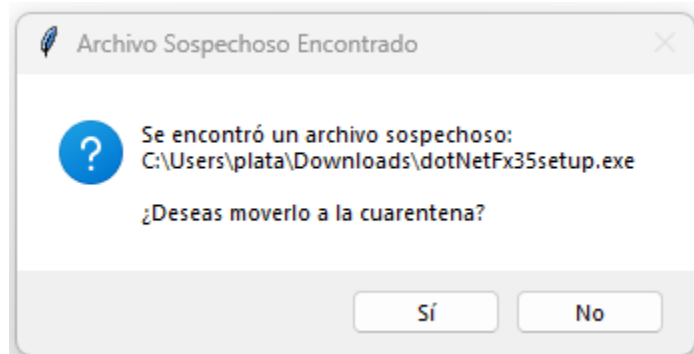 Archivo Sospechoso Encontrado
Se encontró un archivo sospechoso:
C:\Users\plata\Downloads\dotNetFx35setup.exe
¿Deseas moverlo a la cuarentena?
Sí
No